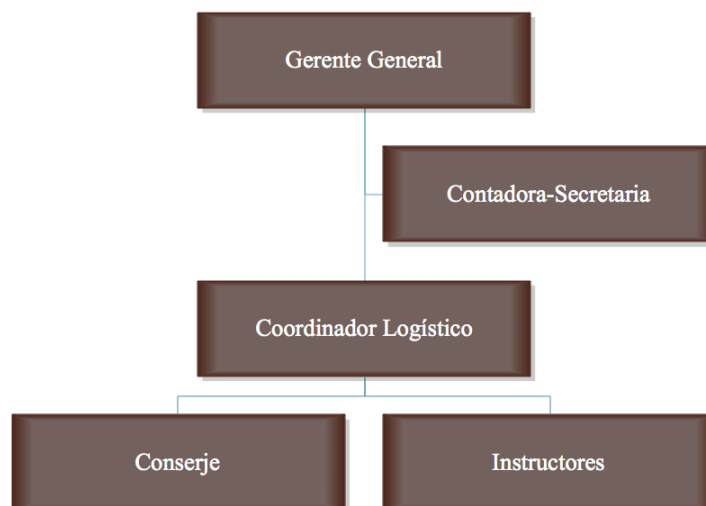 Gerente General
Contadora-Secretaria
Coordinador Logístico
Conserje
Instructores